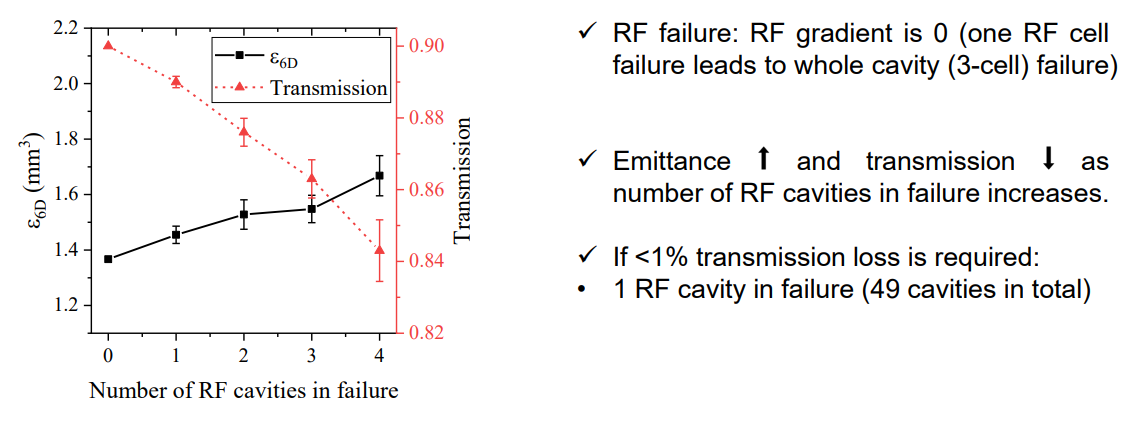 2.2
2.0
1.8
1.6
1.4
1.2
ε6D (mm³)
ε6D
Transmission
0.90
0.88
0.86
0.84
0.82
Transmission
0 1 2 3 4
Number of RF cavities in failure
✓ RF failure: RF gradient is 0 (one RF cell
failure leads to whole cavity (3-cell) failure)
✓ Emittance ⬆ and transmission ⬇ as
number of RF cavities in failure increases.
✓ If <1% transmission loss is required:
• 1 RF cavity in failure (49 cavities in total)